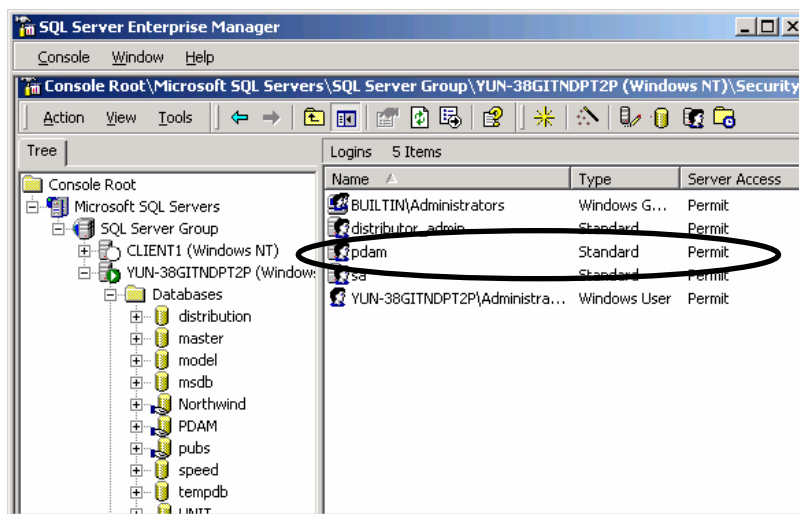 SQL Server Enterprise Manager
Console Window Help
Console Root\Microsoft SQL Servers\SQL Server Group\YUN-38GITNDPT2P (Windows NT)\Security
Action View Tools
Tree
Logins 5 Items
Name Type Server Access
Console Root
Microsoft SQL Servers
SQL Server Group
CLIENT1 (Windows NT)
YUN-38GITNDPT2P (Window
Databases
distribution
master
model
msdb
Northwind
PDAM
pubs
speed
tempdb
UNIT
BUILTIN\Administrators Windows G... Permit
distributor_admin Standard Permit
pdam Standard Permit
sa Standard Permit
YUN-38GITNDPT2P\Administra... Windows User Permit